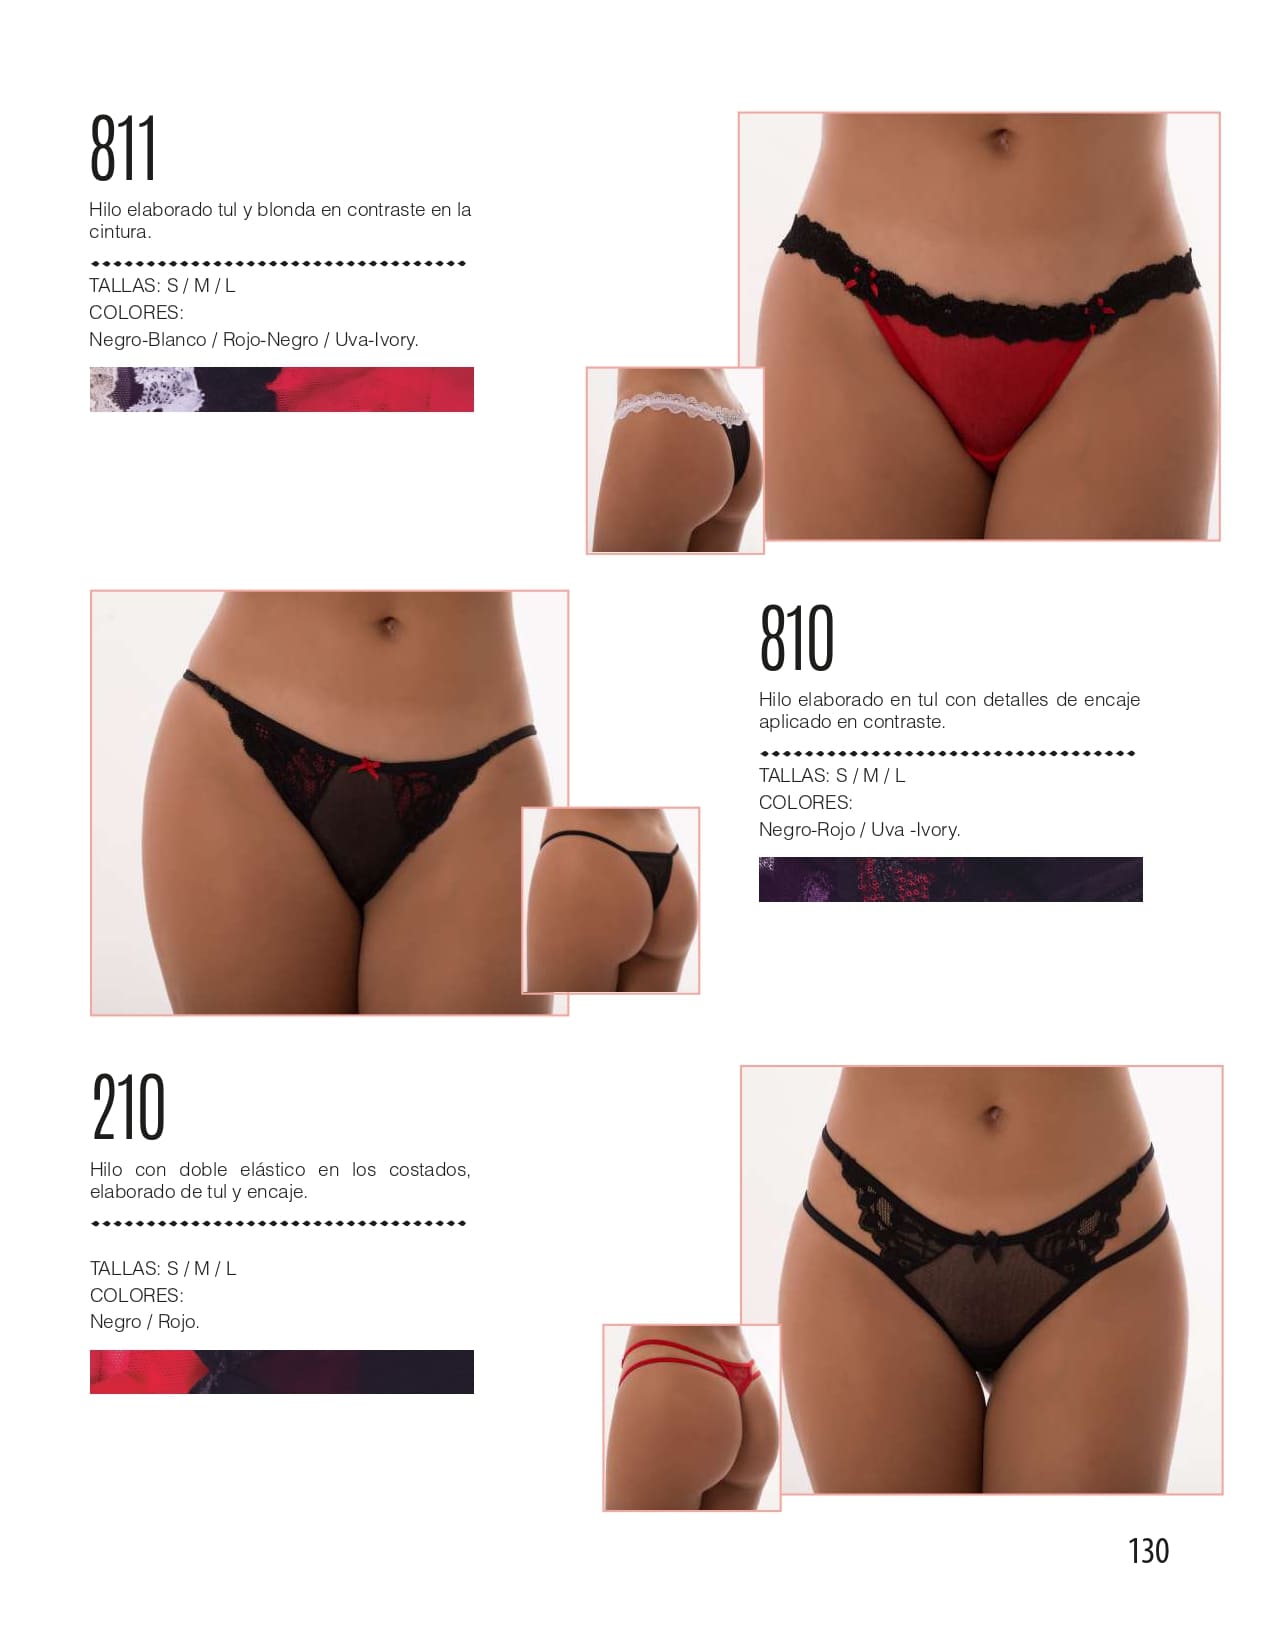 811
Hilo elaborado tul y blonda en contraste en la
cintura.
TALLAS: S / M / L
COLORES:
Negro-Blanco / Rojo-Negro / Uva-Ivory.
810
Hilo elaborado en tul con detalles de encaje
aplicado en contraste.
TALLAS: S / M / L
COLORES:
Negro-Rojo / Uva -Ivory.
210
Hilo con doble elástico en los costados,
elaborado de tul y encaje.
TALLAS: S / M / L
COLORES:
Negro / Rojo.
130